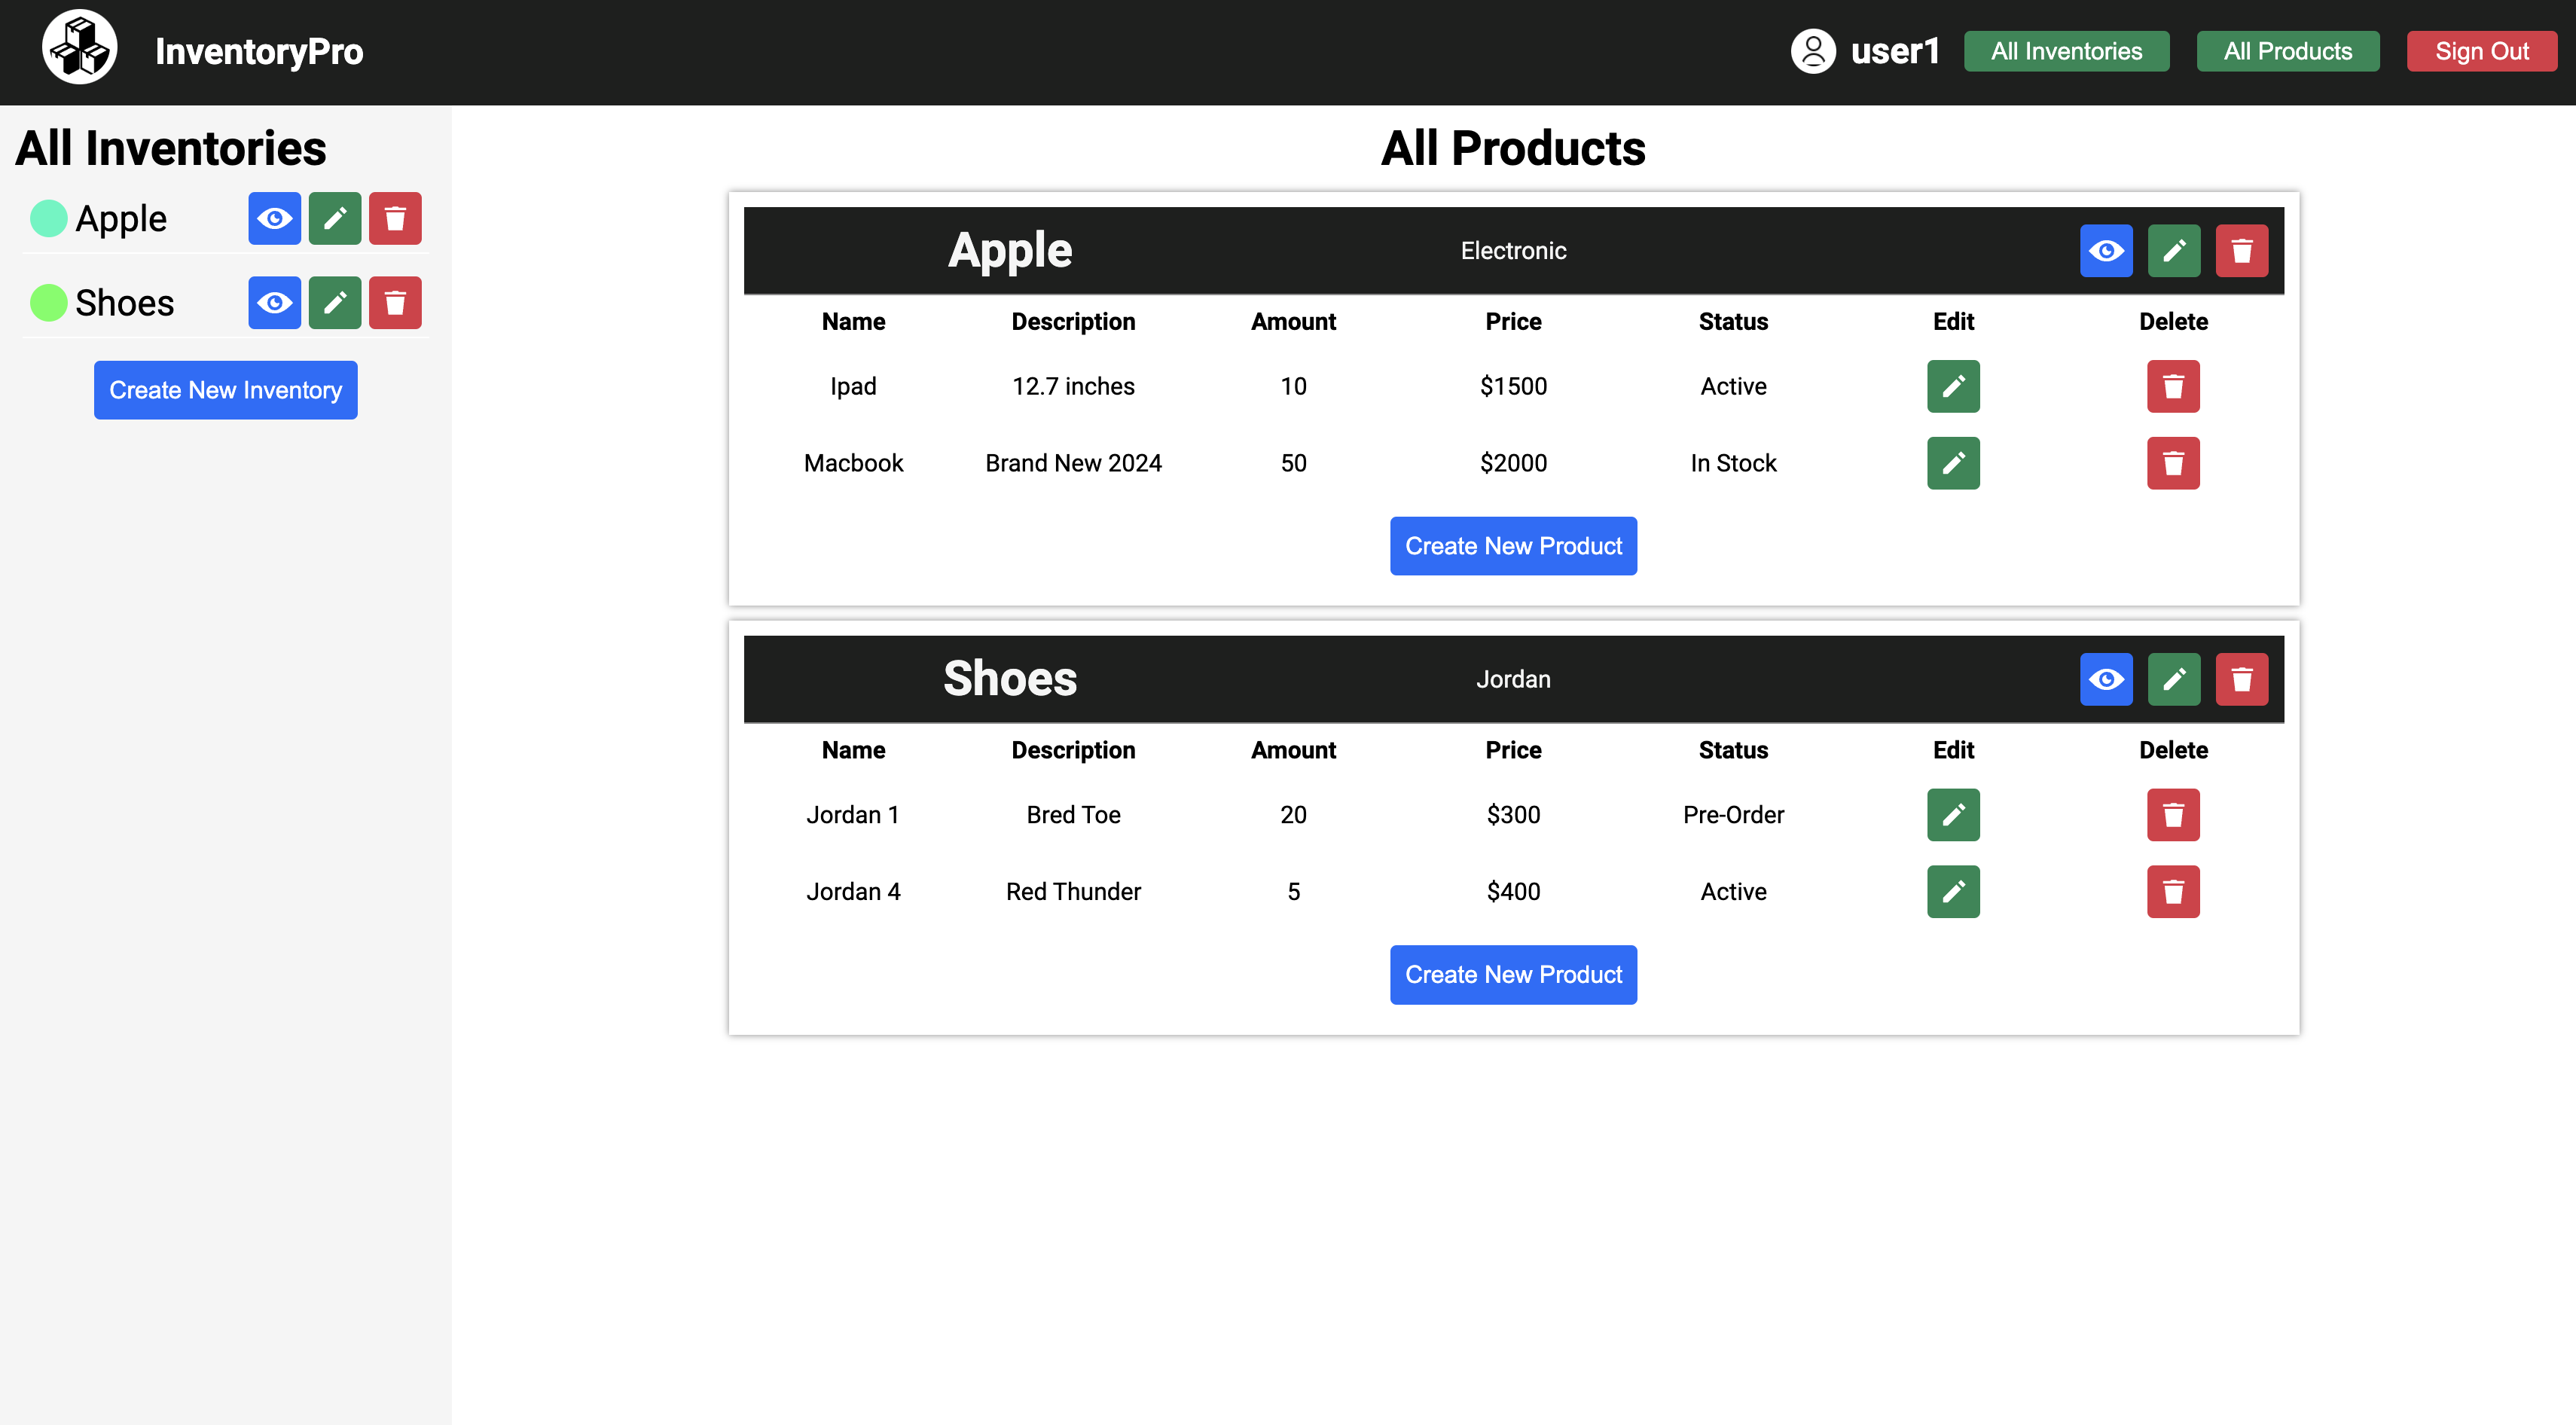 InventoryPro
user1 All Inventories All Products Sign Out
All Inventories
Apple
Shoes
Create New Inventory
All Products
Apple Electronic
Name Description Amount Price Status Edit Delete
Ipad 12.7 inches 10 $1500 Active
Macbook Brand New 2024 50 $2000 In Stock
Create New Product
Shoes Jordan
Name Description Amount Price Status Edit Delete
Jordan 1 Bred Toe 20 $300 Pre-Order
Jordan 4 Red Thunder 5 $400 Active
Create New Product